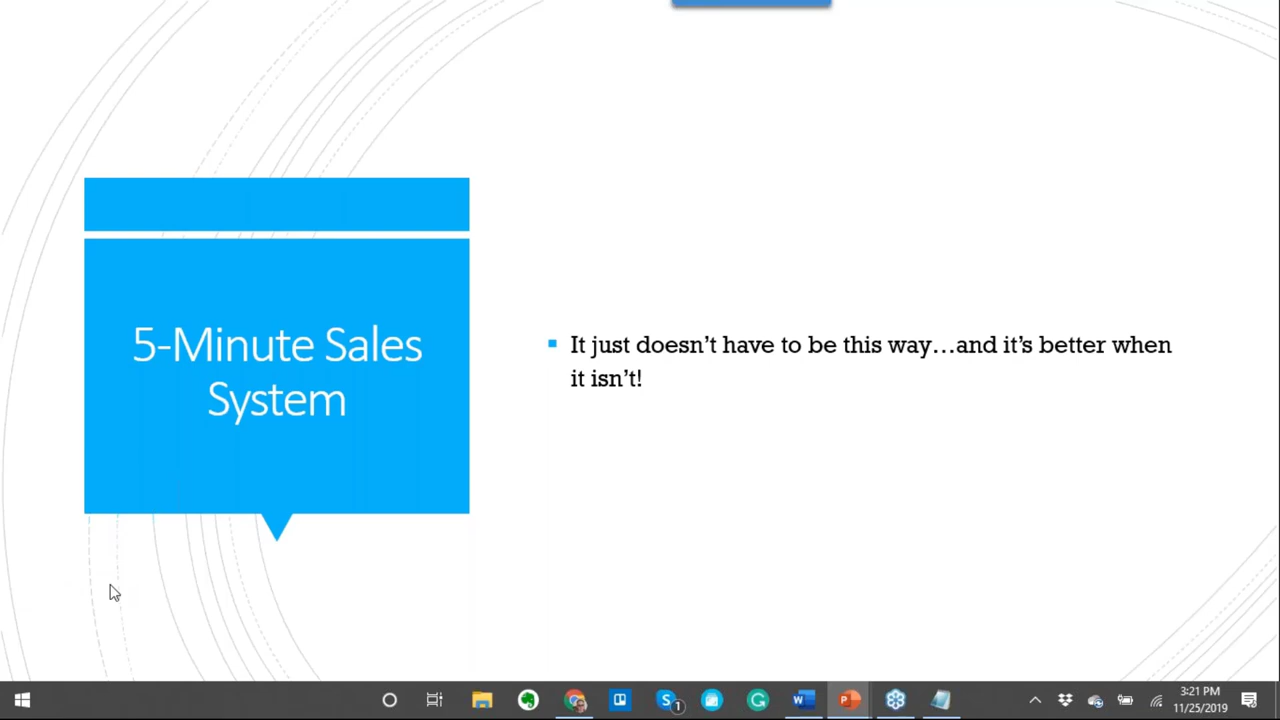 5-Minute Sales
System
▪ It just doesn’t have to be this way…and it’s better when
it isn’t!
1
3:21 PM
11/25/2019